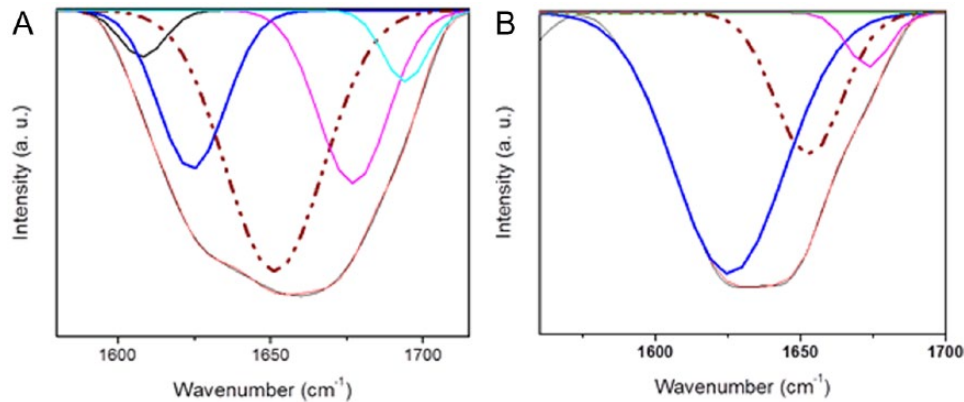 A
Intensity (a. u.)
1600
1650
1700
Wavenumber (cm⁻¹)
B
Intensity (a. u.)
1600
1650
1700
Wavenumber (cm⁻¹)